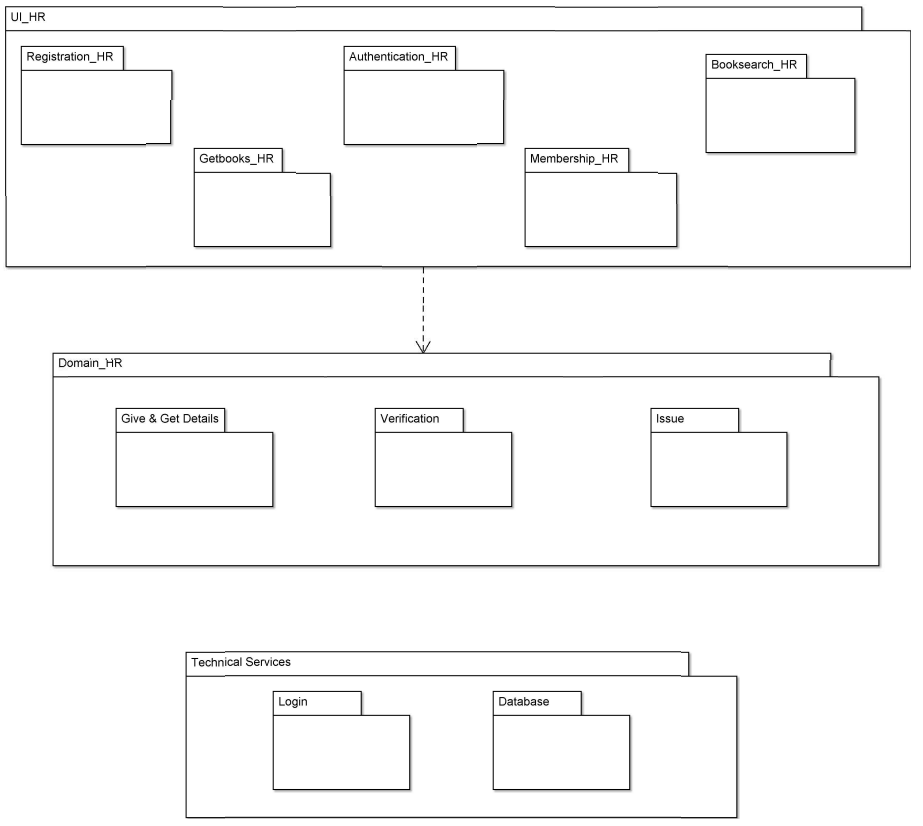 UI_HR
Registration_HR
Authentication_HR
Booksearch_HR
Getbooks_HR
Membership_HR
Domain_HR
Give & Get Details
Verification
Issue
Technical Services
Login
Database